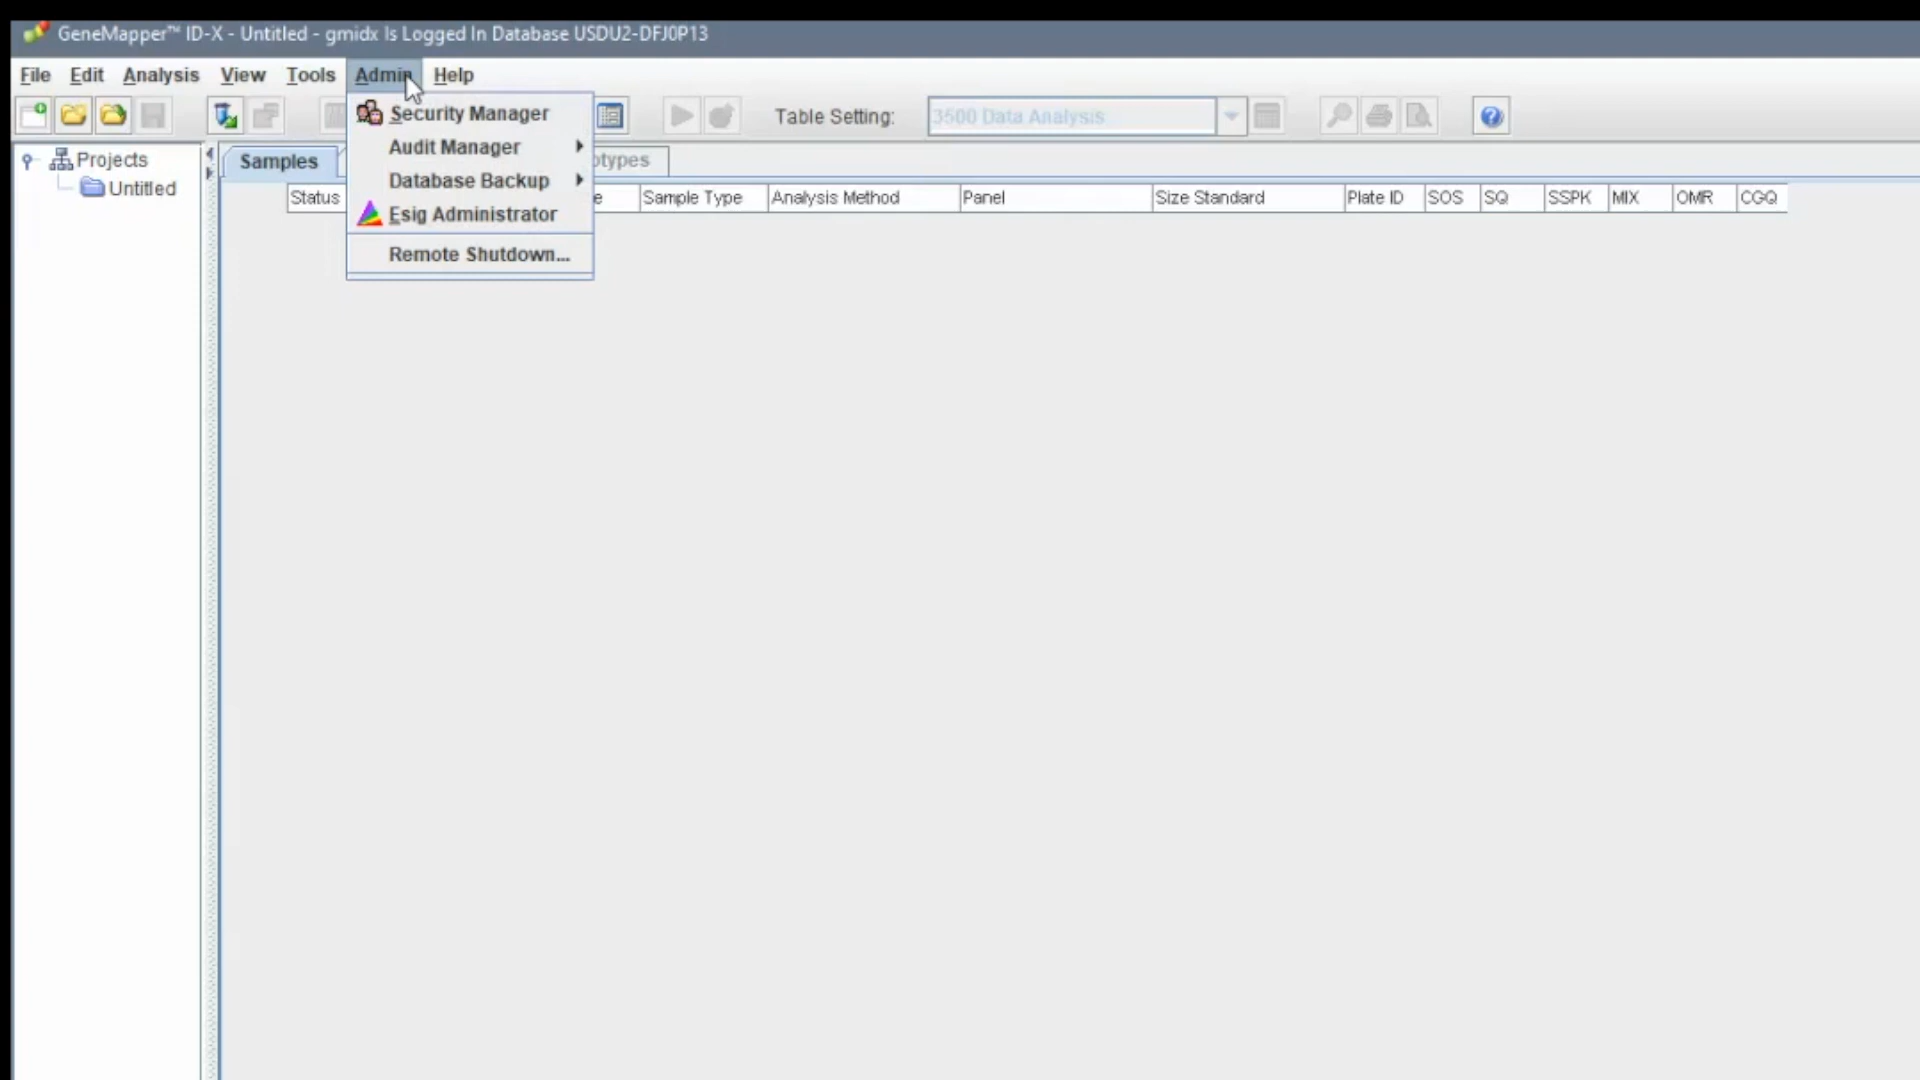 GeneMapper™ ID-X - Untitled - gmidx Is Logged In Database USDU2-DFJ0P13
File Edit Analysis View Tools Admin Help
Table Setting: 3500 Data Analysis
Security Manager
Audit Manager
Database Backup
Esig Administrator
Remote Shutdown...
Projects
Untitled
Samples otypes
Status e Sample Type Analysis Method Panel Size Standard Plate ID SOS SQ SSPK MIX OMR CGQ